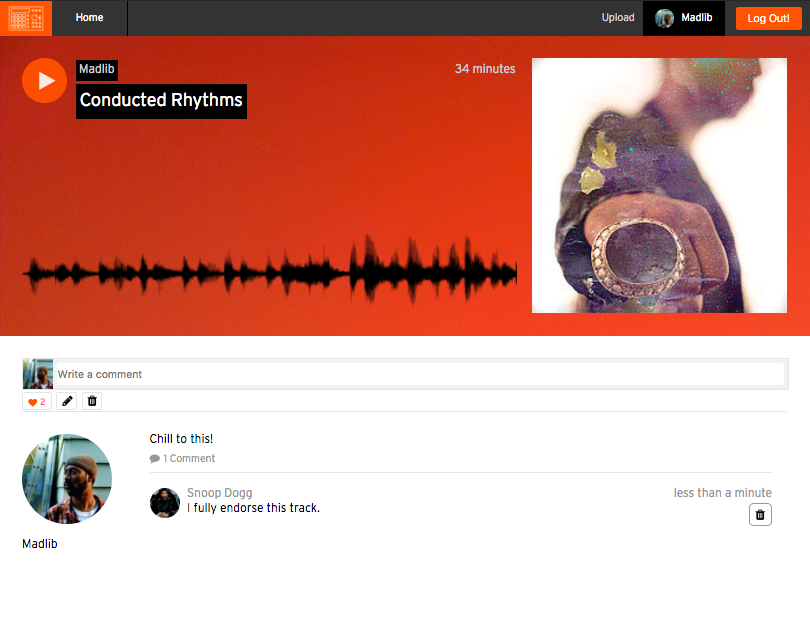 Home
Upload
Madlib
Log Out!
Madlib
34 minutes
Conducted Rhythms
Write a comment
2
Chill to this!
1 Comment
Snoop Dogg
less than a minute
I fully endorse this track.
Madlib